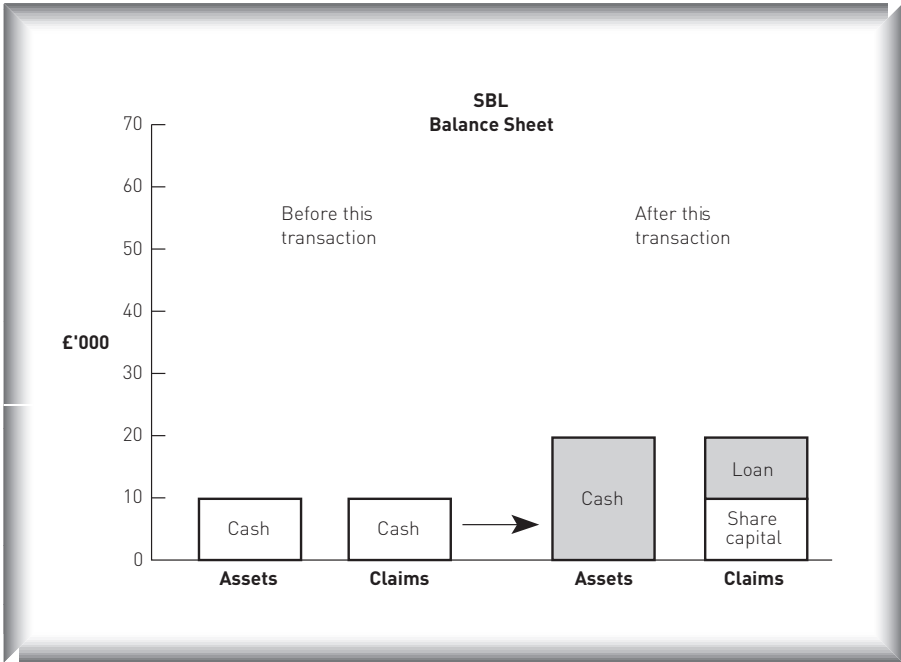 SBL
Balance Sheet
70
60
50
40
30
20
10
0
£'000
Before this
transaction
After this
transaction
Cash
Cash
Cash
Loan
Share
capital
Assets
Claims
Assets
Claims